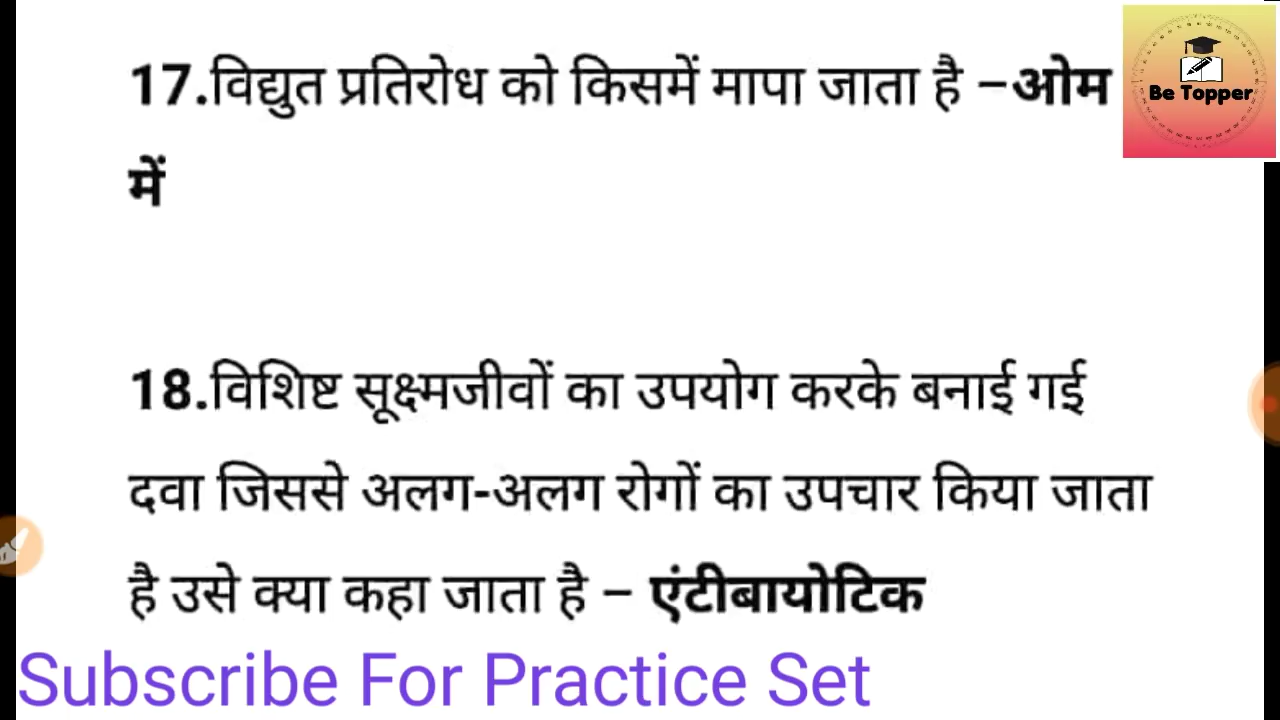 17.विद्युत प्रतिरोध को किसमें मापा जाता है –ओम
में
Be Topper
18.विशिष्ट सूक्ष्मजीवों का उपयोग करके बनाई गई
दवा जिससे अलग-अलग रोगों का उपचार किया जाता
है उसे क्या कहा जाता है – एंटीबायोटिक
Subscribe For Practice Set